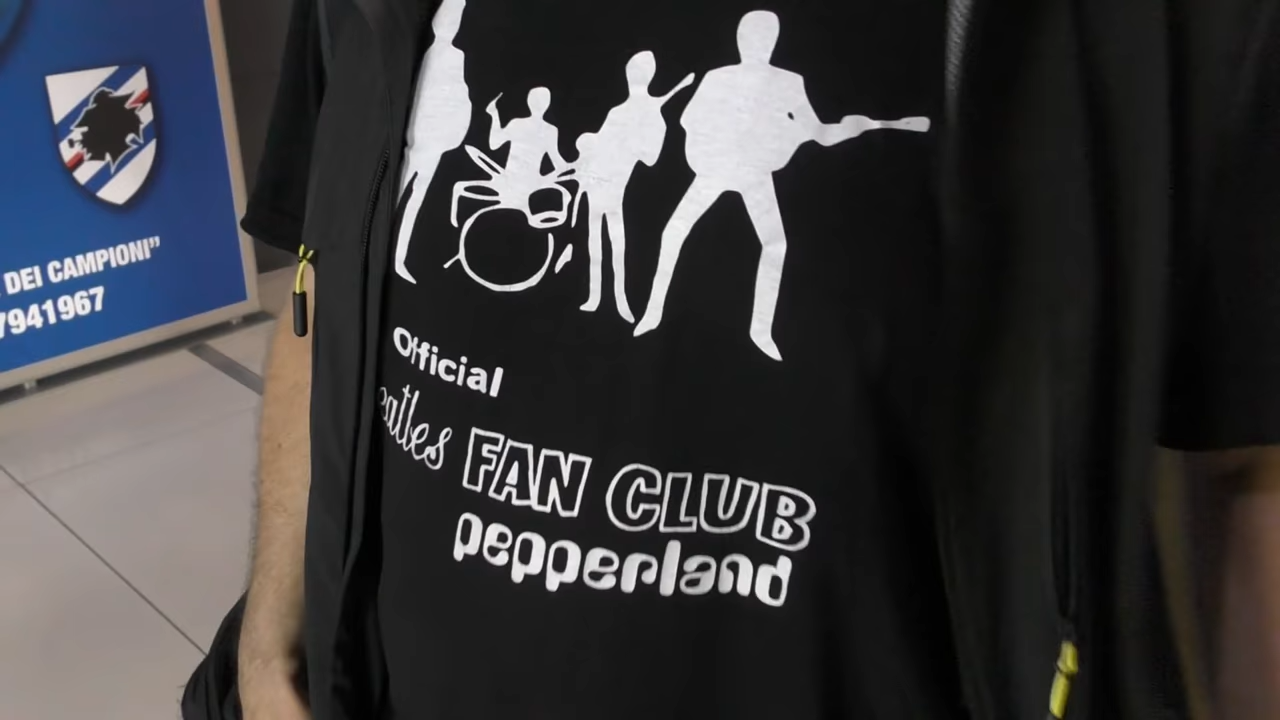 DEI CAMPIONI”
7941967
Official
eatles FAN CLUB
pepperland